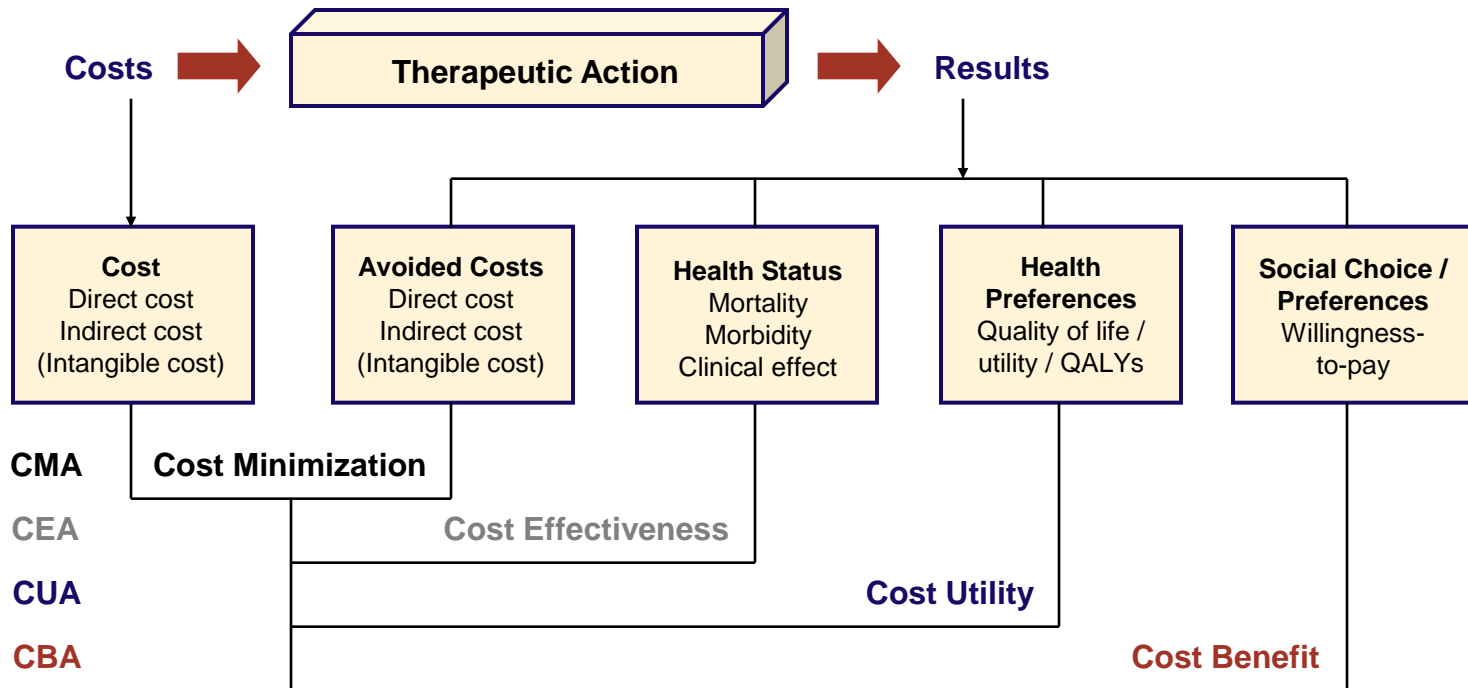 Costs
Therapeutic Action
Results
Cost
Direct cost
Indirect cost
(Intangible cost)
Avoided Costs
Direct cost
Indirect cost
(Intangible cost)
Health Status
Mortality
Morbidity
Clinical effect
Health
Preferences
Quality of life /
utility / QALYs
Social Choice /
Preferences
Willingness-
to-pay
CMA
Cost Minimization
CEA
Cost Effectiveness
CUA
Cost Utility
CBA
Cost Benefit